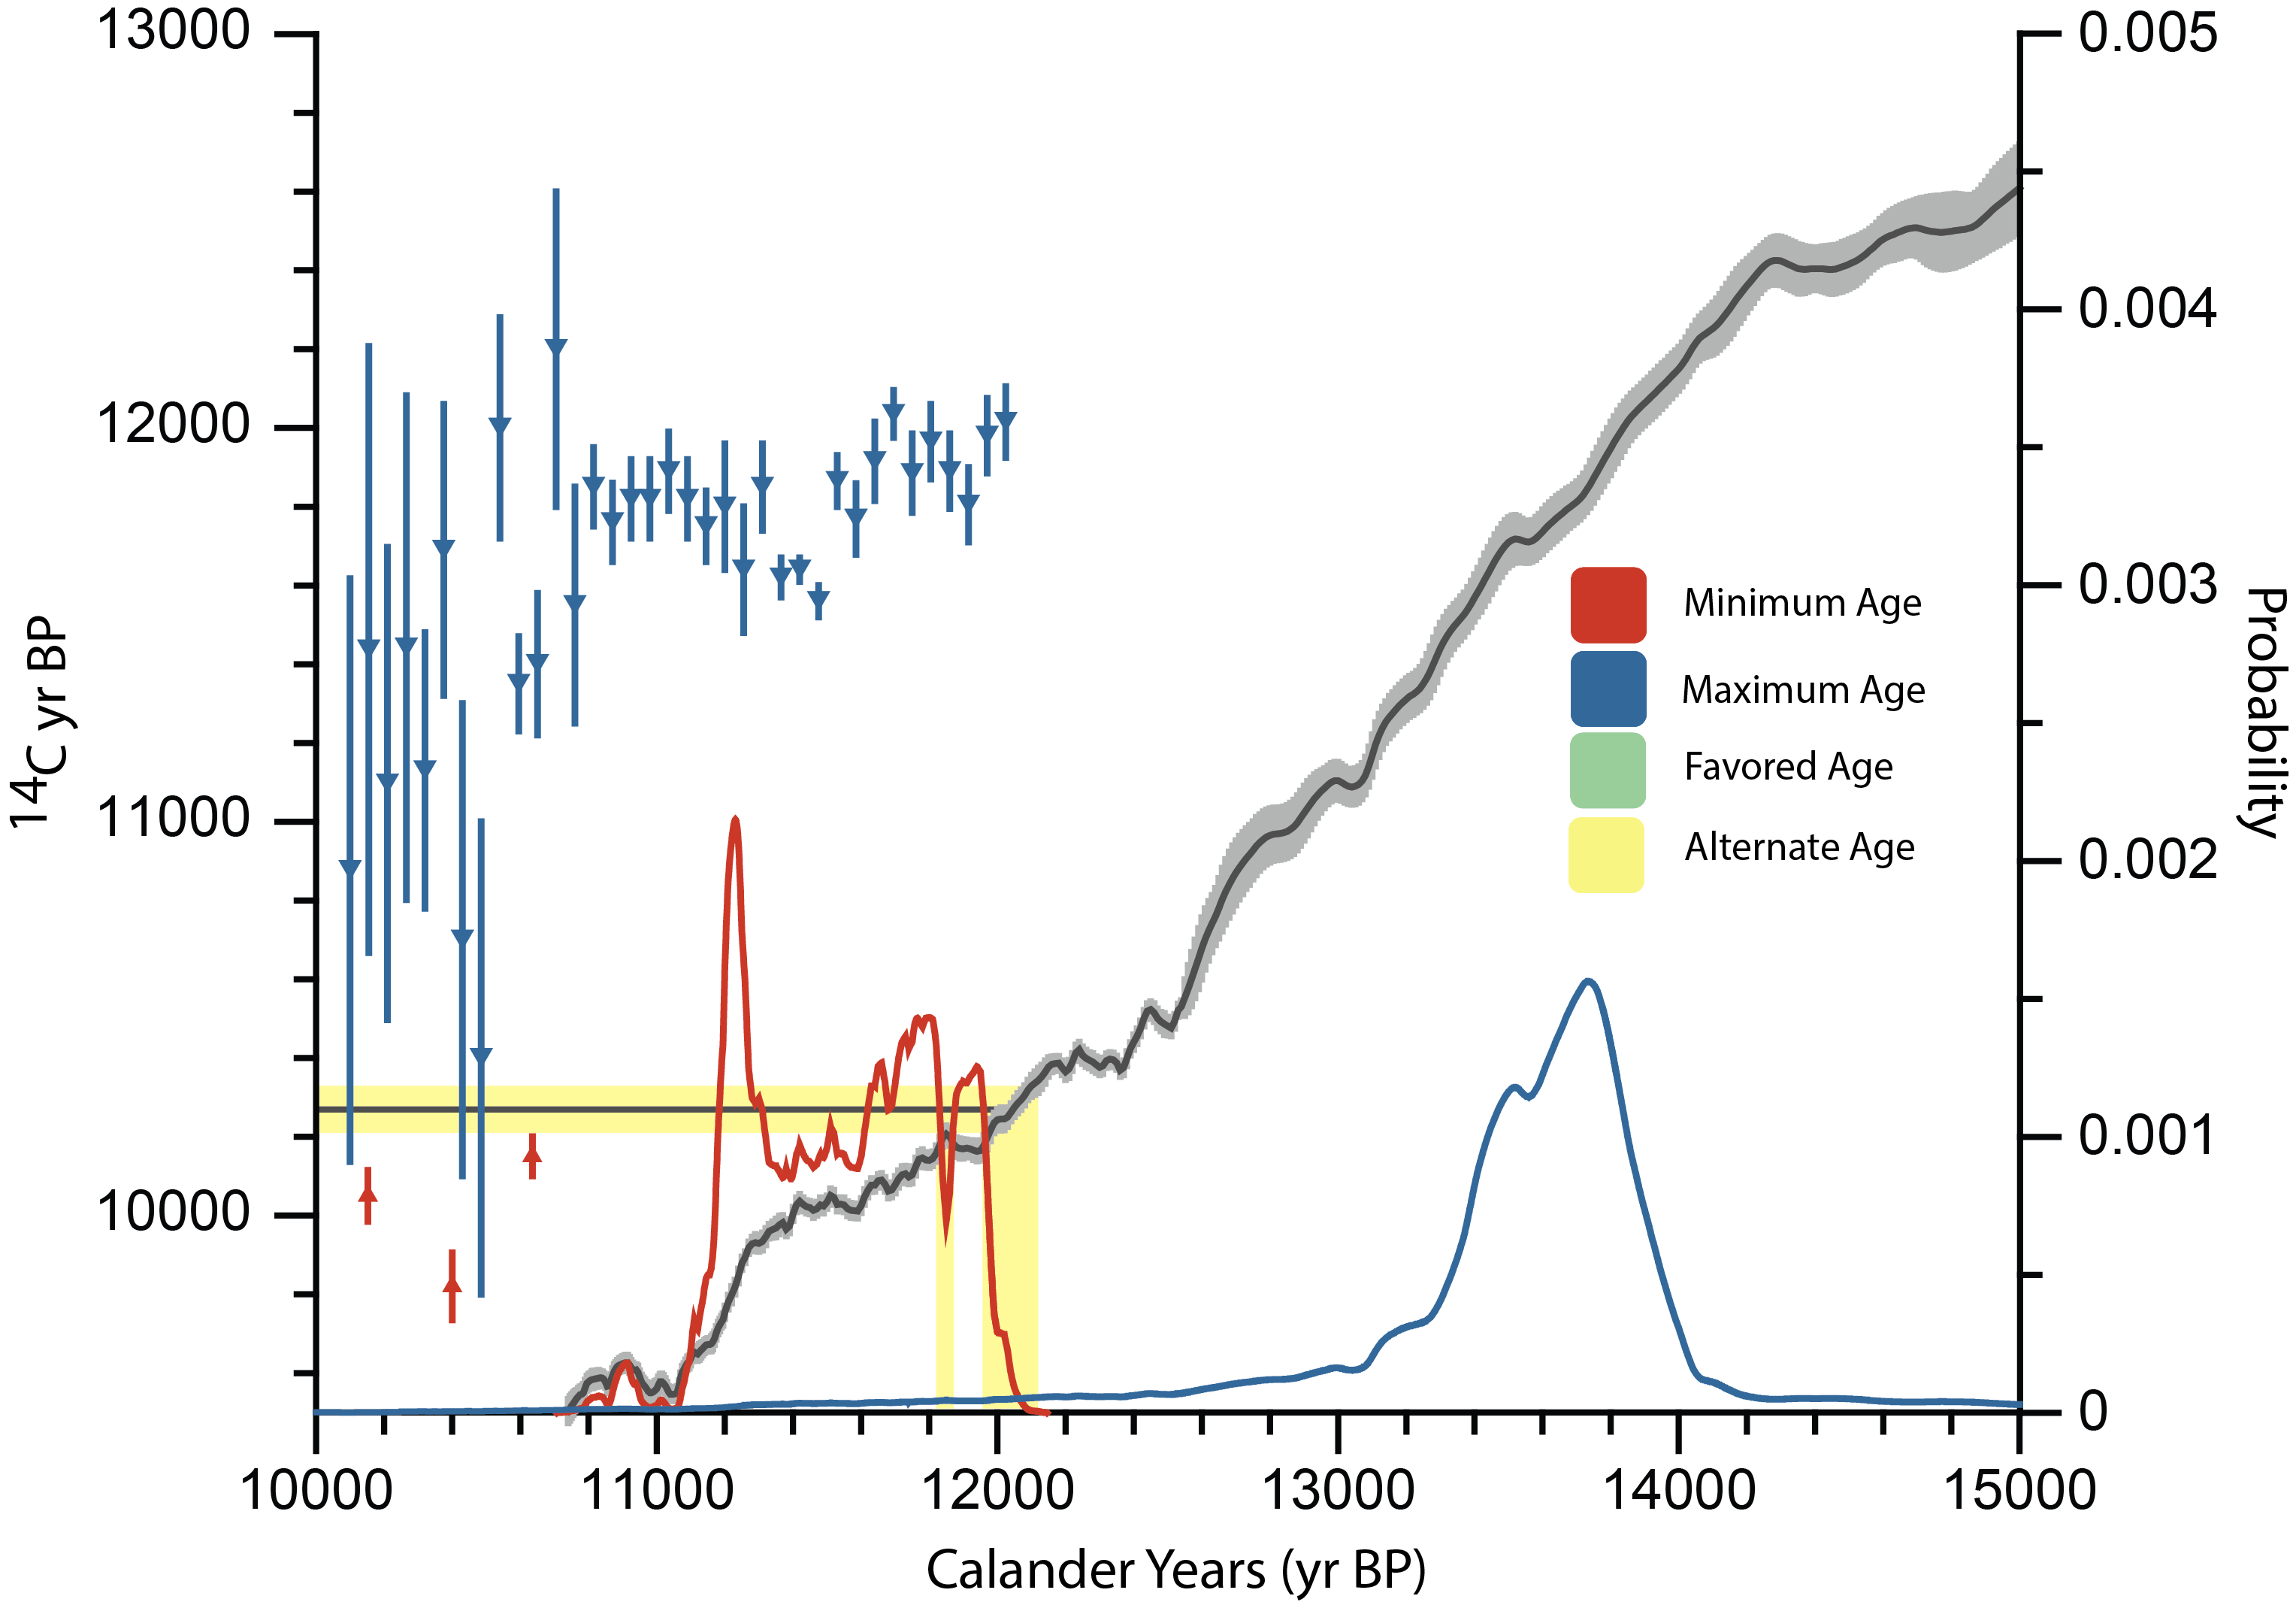 13000
12000
11000
10000
14C yr BP
0.005
0.004
0.003
0.002
0.001
0
Probability
Minimum Age
Maximum Age
Favored Age
Alternate Age
10000
11000
12000
13000
14000
15000
Calander Years (yr BP)